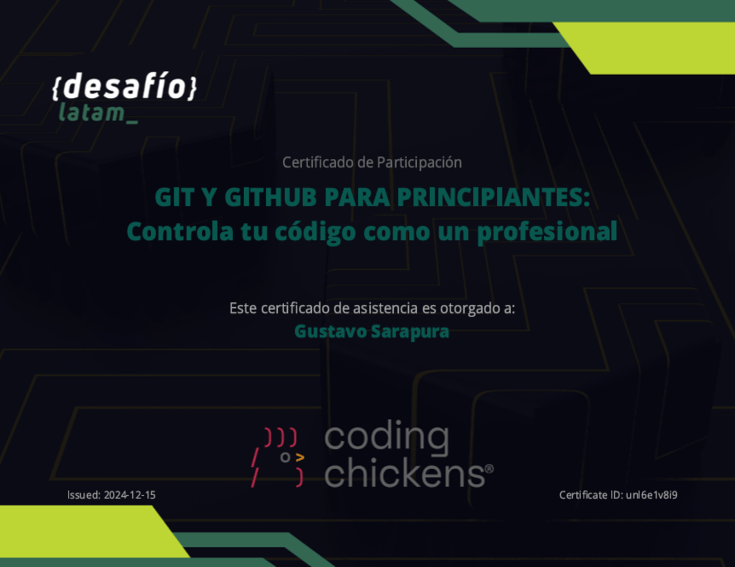 {desafío}
latam_
Certificado de Participación
GIT Y GITHUB PARA PRINCIPIANTES:
Controla tu código como un profesional
Este certificado de asistencia es otorgado a:
Gustavo Sarapura
coding
chickens®
Issued: 2024-12-15
Certificate ID: unl6e1v8i9